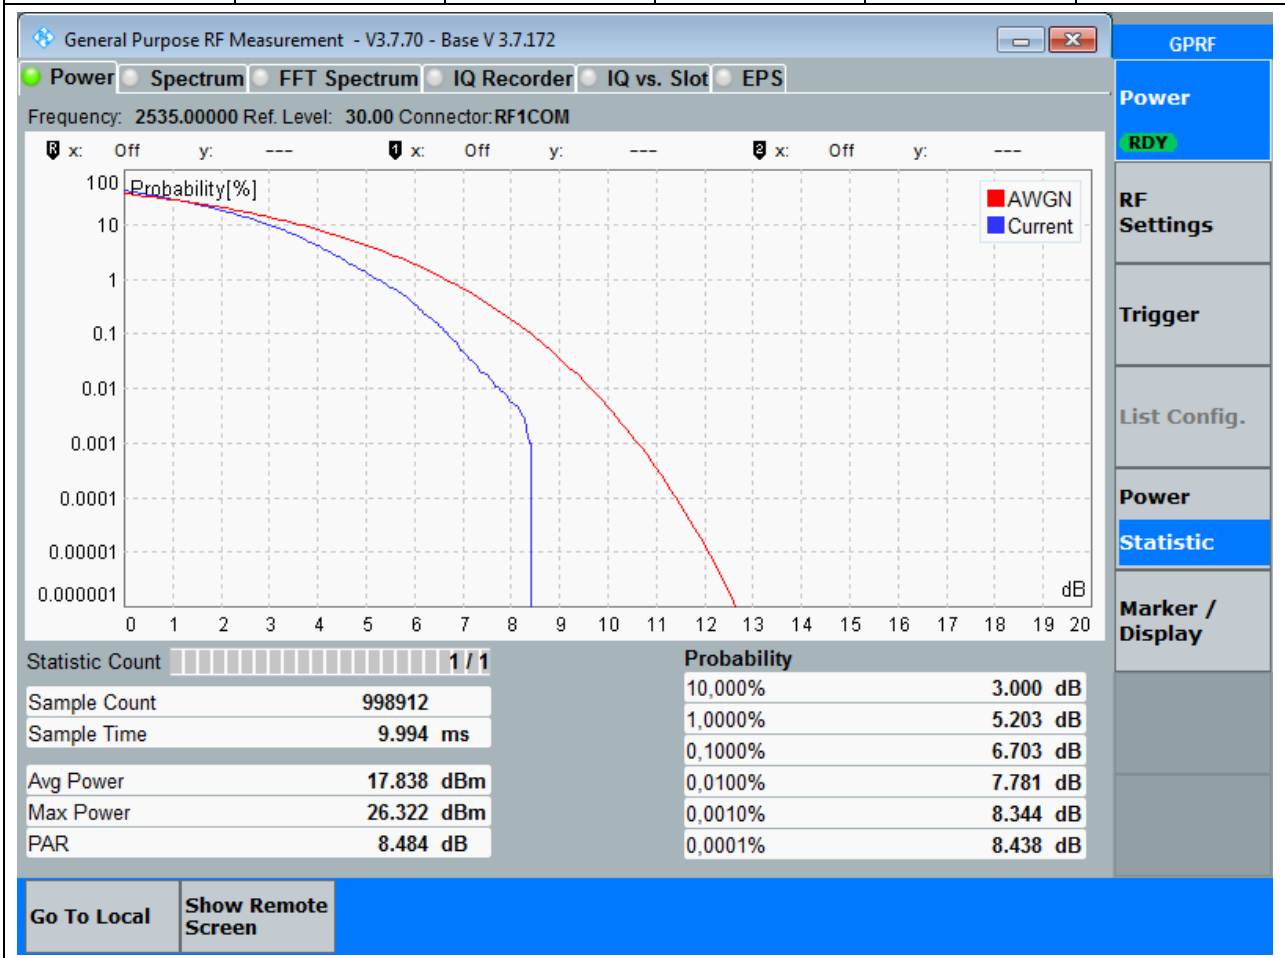 General Purpose RF Measurement - V3.7.70 - Base V 3.7.172
GPRF
Power Spectrum FFT Spectrum IQ Recorder IQ vs. Slot EPS
Frequency: 2535.00000 Ref. Level: 30.00 Connector: RF1COM
R x: Off y: --- 1 x: Off y: --- 2 x: Off y: ---
Probability[%]
AWGN
Current
100
10
1
0.1
0.01
0.001
0.0001
0.00001
0.000001
dB
0 1 2 3 4 5 6 7 8 9 10 11 12 13 14 15 16 17 18 19 20
Statistic Count 1 / 1
Sample Count 998912
Sample Time 9.994 ms
Avg Power 17.838 dBm
Max Power 26.322 dBm
PAR 8.484 dB
Probability
10,000% 3.000 dB
1,0000% 5.203 dB
0,1000% 6.703 dB
0,0100% 7.781 dB
0,0010% 8.344 dB
0,0001% 8.438 dB
Power
RDY
RF
Settings
Trigger
List Config.
Power
Statistic
Marker /
Display
Go To Local
Show Remote
Screen